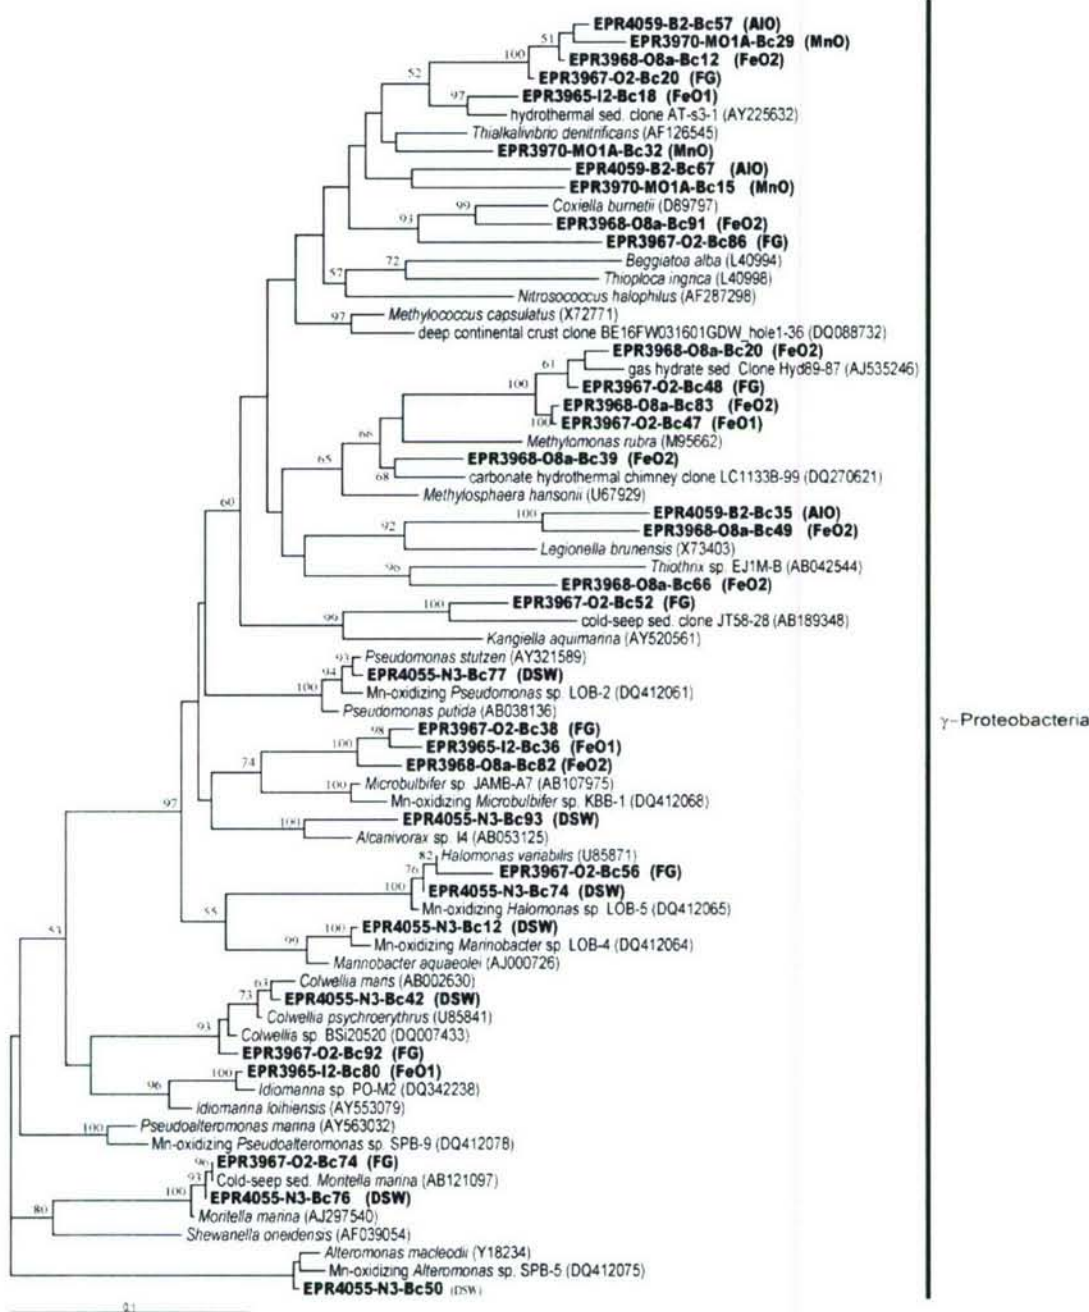 EPR4059-B2-Bc57 (AlO)
51 EPR3970-MO1A-Bc29 (MnO)
100 EPR3968-O8a-Bc12 (FeO2)
52 EPR3967-O2-Bc20 (FG)
97 EPR3965-I2-Bc18 (FeO1)
hydrothermal sed. clone AT-s3-1 (AY225632)
Thialkalivibrio denitrificans (AF126545)
EPR3970-MO1A-Bc32 (MnO)
EPR4059-B2-Bc67 (AlO)
EPR3970-MO1A-Bc15 (MnO)
99 Coxiella burnetii (D89797)
93 EPR3968-O8a-Bc91 (FeO2)
EPR3967-O2-Bc86 (FG)
72 Beggiatoa alba (L40994)
57 Thioploca ingrica (L40998)
Nitrosococcus halophilus (AF287298)
97 Methylococcus capsulatus (X72771)
deep continental crust clone BE16FW031601GDW_hole1-36 (DQ088732)
EPR3968-O8a-Bc20 (FeO2)
61 gas hydrate sed. Clone Hyd89-87 (AJ535246)
100 EPR3967-O2-Bc48 (FG)
EPR3968-O8a-Bc83 (FeO2)
100 EPR3967-O2-Bc47 (FeO1)
66 Methylomonas rubra (M95662)
65 EPR3968-O8a-Bc39 (FeO2)
68 carbonate hydrothermal chimney clone LC1133B-99 (DQ270621)
Methylosphaera hansonii (U67929)
60 100 EPR4059-B2-Bc35 (AlO)
92 EPR3968-O8a-Bc49 (FeO2)
Legionella brunensis (X73403)
96 Thiothrix sp. EJ1M-B (AB042544)
EPR3968-O8a-Bc66 (FeO2)
100 EPR3967-O2-Bc52 (FG)
99 cold-seep sed. clone JT58-28 (AB189348)
Kangiella aquimarina (AY520561)
93 Pseudomonas stutzeri (AY321589)
94 EPR4055-N3-Bc77 (DSW)
100 Mn-oxidizing Pseudomonas sp. LOB-2 (DQ412061)
Pseudomonas putida (AB038136)
γ-Proteobacteria
98 EPR3967-O2-Bc38 (FG)
100 EPR3965-I2-Bc36 (FeO1)
74 EPR3968-O8a-Bc82 (FeO2)
100 Microbulbifer sp. JAMB-A7 (AB107975)
97 Mn-oxidizing Microbulbifer sp. KBB-1 (DQ412068)
100 EPR4055-N3-Bc93 (DSW)
Alcanivorax sp. I4 (AB053125)
82 Halomonas variabilis (U85871)
76 EPR3967-O2-Bc56 (FG)
100 EPR4055-N3-Bc74 (DSW)
Mn-oxidizing Halomonas sp. LOB-5 (DQ412065)
55 100 EPR4055-N3-Bc12 (DSW)
53 99 Mn-oxidizing Marinobacter sp. LOB-4 (DQ412064)
Marinobacter aquaeolei (AJ000726)
63 Colwellia maris (AB002630)
73 EPR4055-N3-Bc42 (DSW)
Colwellia psychroerythrus (U85841)
93 Colwellia sp. BSi20520 (DQ007433)
EPR3967-O2-Bc92 (FG)
100 EPR3965-I2-Bc80 (FeO1)
96 Idiomarina sp. PO-M2 (DQ342238)
Idiomarina loihiensis (AY553079)
100 Pseudoalteromonas marina (AY563032)
Mn-oxidizing Pseudoalteromonas sp. SPB-9 (DQ412078)
96 EPR3967-O2-Bc74 (FG)
93 Cold-seep sed. Moritella marina (AB121097)
100 EPR4055-N3-Bc76 (DSW)
80 Moritella marina (AJ297540)
Shewanella oneidensis (AF039054)
Alteromonas macleodii (Y18234)
Mn-oxidizing Alteromonas sp. SPB-5 (DQ412075)
EPR4055-N3-Bc50 (DSW)
0.1